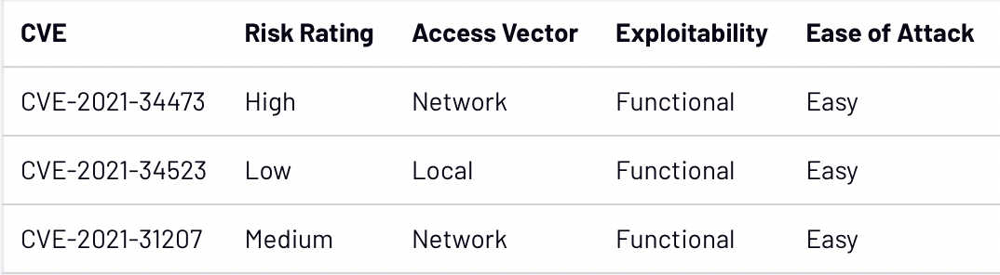 CVE Risk Rating Access Vector Exploitability Ease of Attack
CVE-2021-34473 High Network Functional Easy
CVE-2021-34523 Low Local Functional Easy
CVE-2021-31207 Medium Network Functional Easy